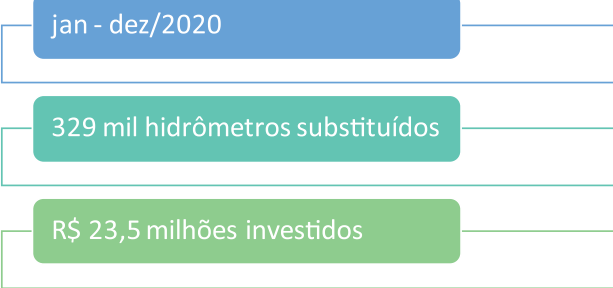 jan - dez/2020
329 mil hidrômetros substituídos
R$ 23,5 milhões investidos